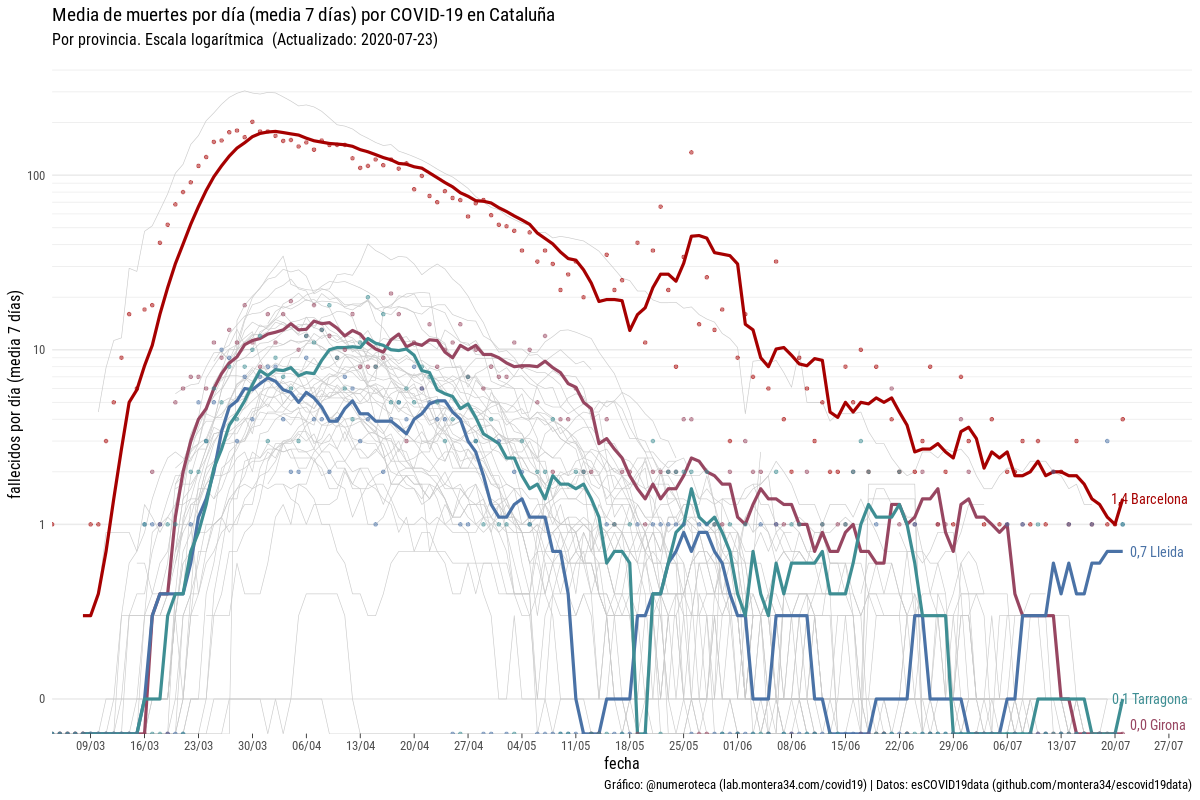 Media de muertes por día (media 7 días) por COVID-19 en Cataluña
Por provincia. Escala logarítmica (Actualizado: 2020-07-23)
fallecidos por día (media 7 días)
100
10
1
0
1,4 Barcelona
0,7 Lleida
0,1 Tarragona
0,0 Girona
09/03 16/03 23/03 30/03 06/04 13/04 20/04 27/04 04/05 11/05 18/05 25/05 01/06 08/06 15/06 22/06 29/06 06/07 13/07 20/07 27/07
fecha
Gráfico: @numeroteca (lab.montera34.com/covid19) | Datos: esCOVID19data (github.com/montera34/escovid19data)